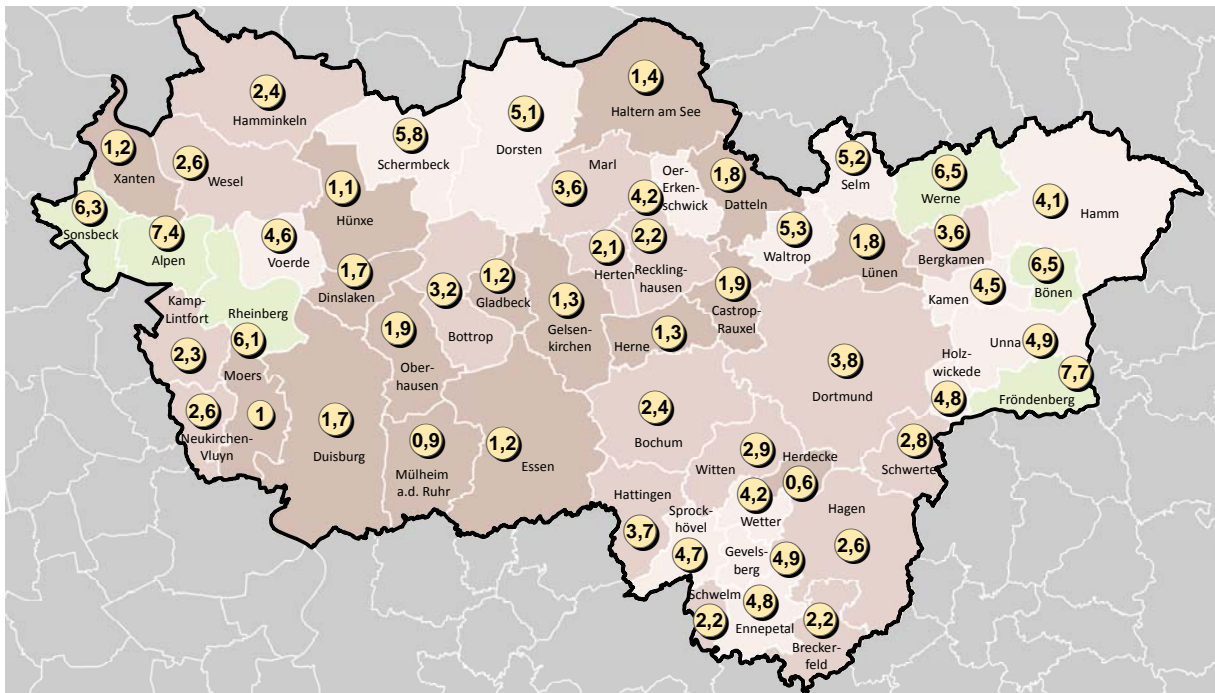 2,4
Hamminkeln
1,4
Haltern am See
5,1
Dorsten
5,8
Schermbeck
1,2
Xanten
2,6
Wesel
1,1
Hünxe
Marl
3,6
Oer-
Erken-
schwick
4,2
1,8
Datteln
5,2
Selm
6,5
Werne
4,1
Hamm
6,3
Sonsbeck
7,4
Alpen
4,6
Voerde
2,1
Herten
2,2
Reckling-
hausen
5,3
Waltrop
1,8
Lünen
3,6
Bergkamen
6,5
Bönen
4,5
Kamen
1,7
Dinslaken
3,2
Bottrop
1,2
Gladbeck
1,3
Gelsen-
kirchen
1,9
Castrop-
Rauxel
Kamp-
Lintfort
2,3
Rheinberg
6,1
Moers
1
1,9
Ober-
hausen
Herne
1,3
3,8
Dortmund
Holz-
wickede
4,8
Unna
4,9
7,7
Fröndenberg
2,6
Neukirchen-
Vluyn
1,7
Duisburg
0,9
Mülheim
a.d. Ruhr
1,2
Essen
2,4
Bochum
2,9
Witten
Herdecke
0,6
2,8
Schwerte
Hattingen
3,7
Sprock-
hövel
4,7
4,2
Wetter
Hagen
2,6
Gevels-
berg
4,9
Schwelm
2,2
4,8
Ennepetal
2,2
Brecker-
feld